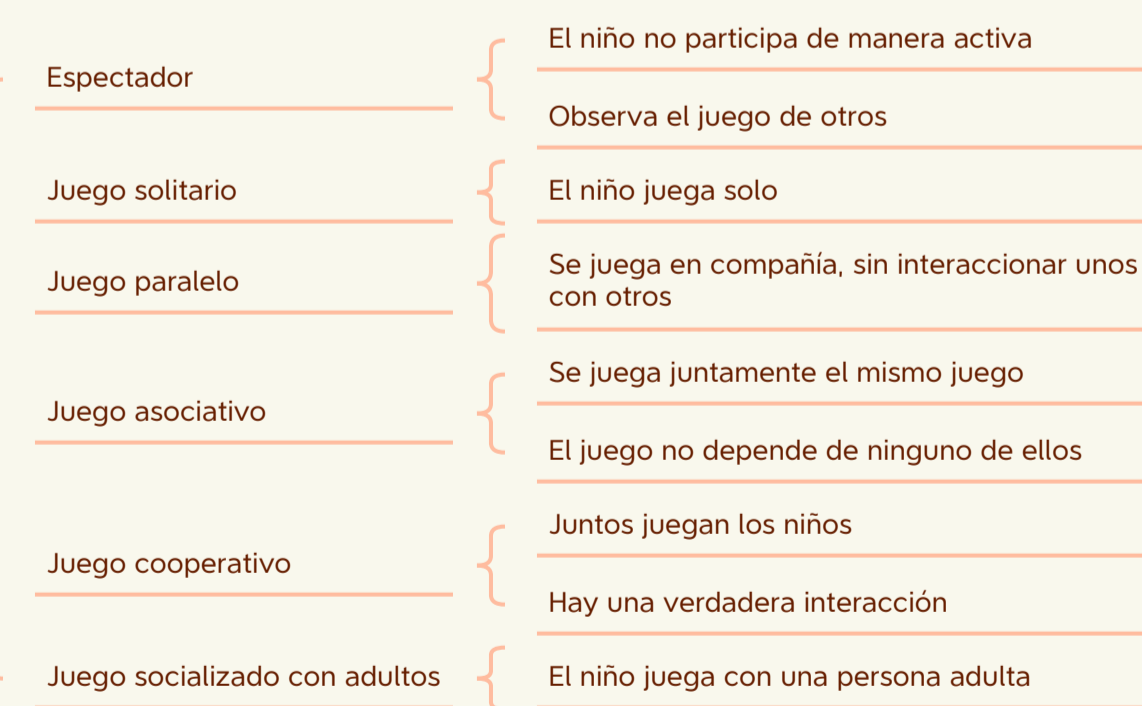 Espectador
El niño no participa de manera activa
Observa el juego de otros
Juego solitario
El niño juega solo
Juego paralelo
Se juega en compañía, sin interaccionar unos
con otros
Juego asociativo
Se juega juntamente el mismo juego
El juego no depende de ninguno de ellos
Juego cooperativo
Juntos juegan los niños
Hay una verdadera interacción
Juego socializado con adultos
El niño juega con una persona adulta